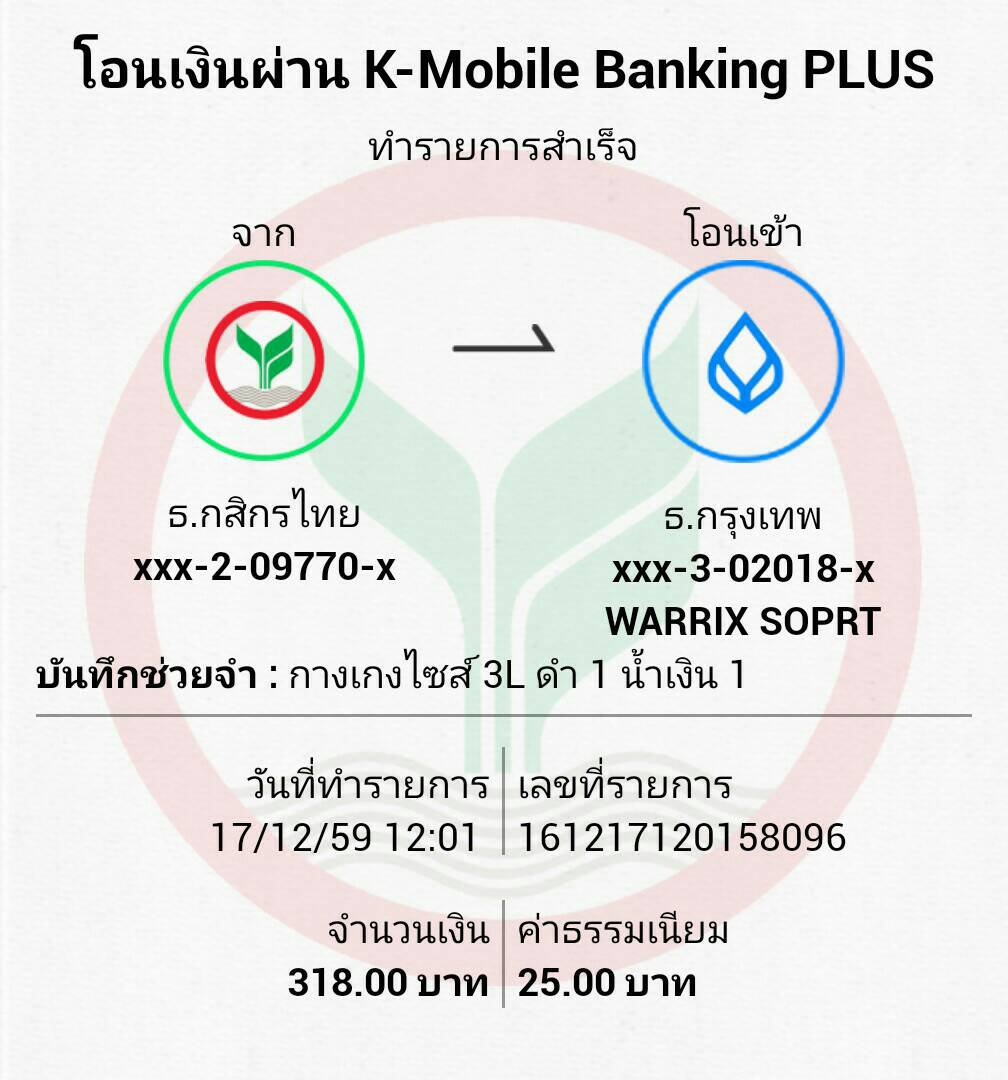 โอนเงินผ่าน K-Mobile Banking PLUS
ทำรายการสำเร็จ
จาก
โอนเข้า
ธ.กสิกรไทย
xxx-2-09770-x
ธ.กรุงเทพ
xxx-3-02018-x
WARRIX SOPRT
บันทึกช่วยจำ : กางเกงไซส์ 3L ดำ 1 น้ำเงิน 1
วันที่ทำรายการ
17/12/59 12:01
เลขที่รายการ
161217120158096
จำนวนเงิน
318.00 บาท
ค่าธรรมเนียม
25.00 บาท